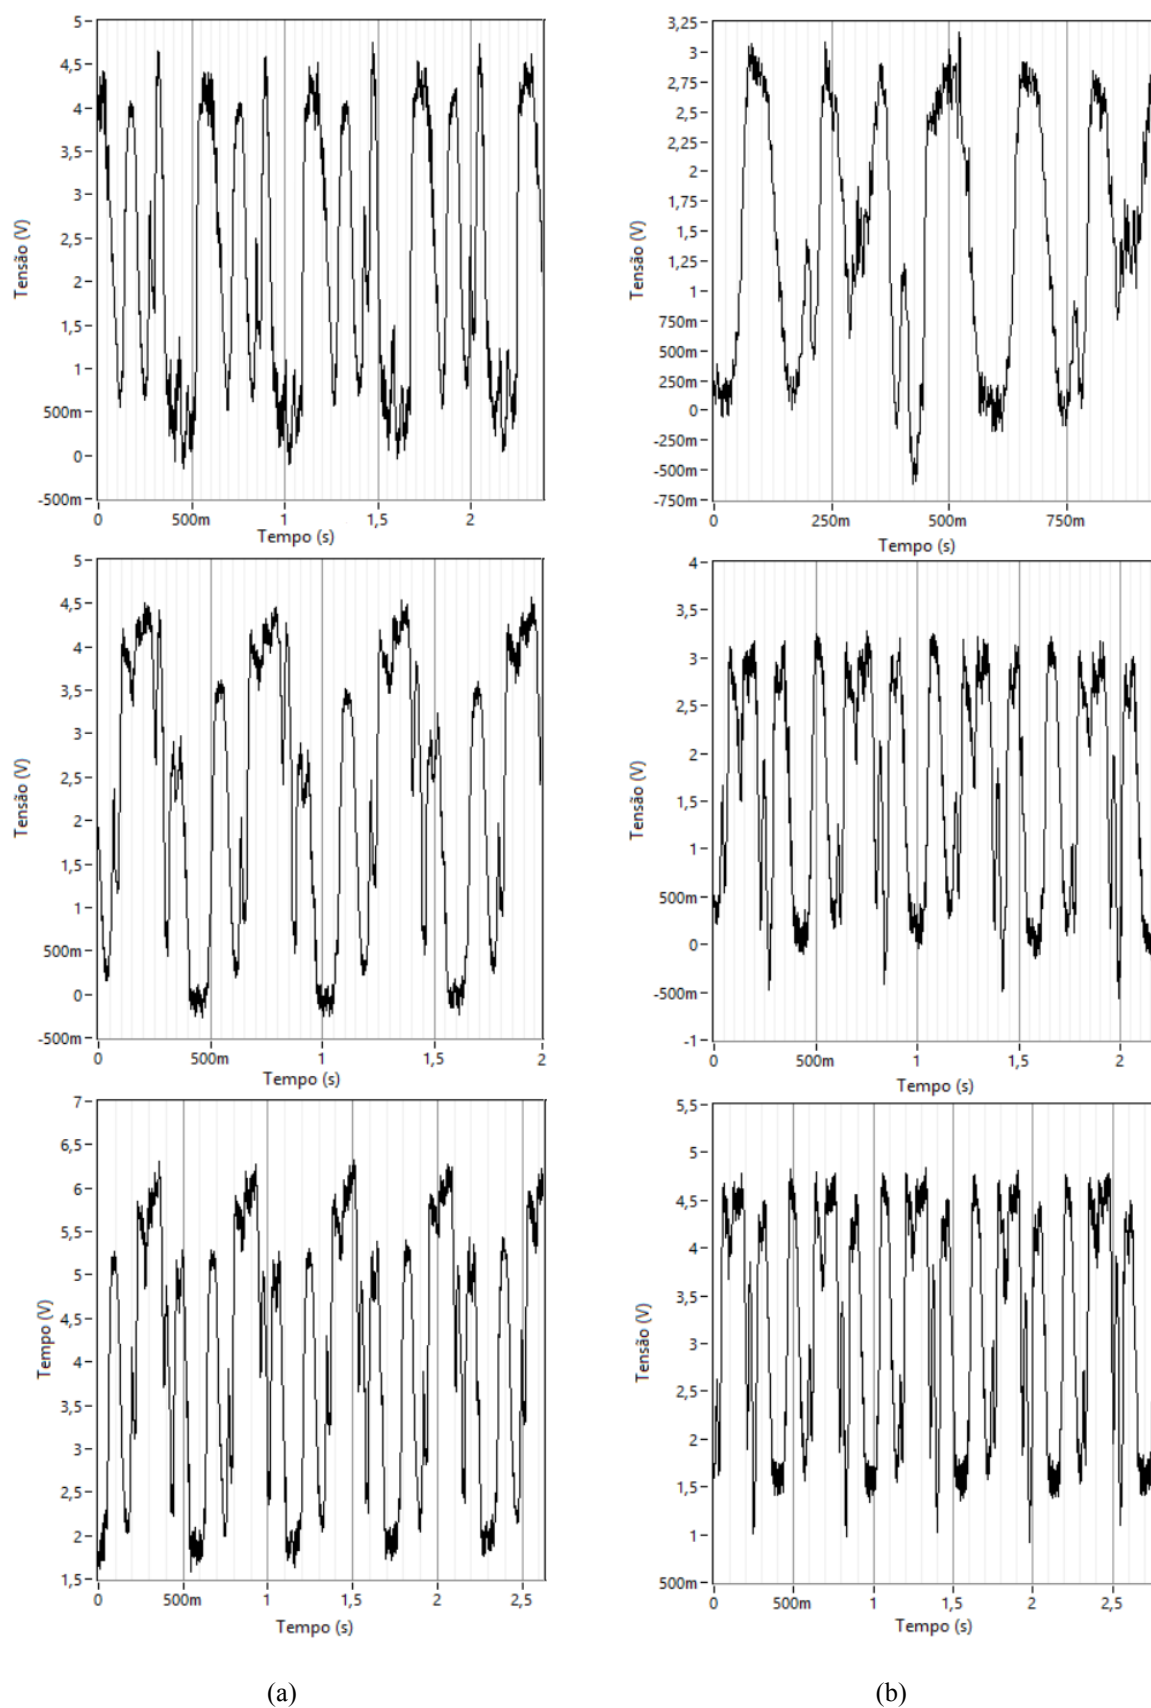 5
4,5
4
3,5
3
2,5
2
1,5
1
500m
0
-500m
Tensão (V)
0 500m 1 1,5 2
Tempo (s)
3,25
3
2,75
2,5
2,25
2
1,75
1,5
1,25
1
750m
500m
250m
0
-250m
-500m
-750m
Tensão (V)
0 250m 500m 750m
Tempo (s)
5
4,5
4
3,5
3
2,5
2
1,5
1
500m
0
-500m
Tensão (V)
0 500m 1 1,5 2
Tempo (s)
4
3,5
3
2,5
2
1,5
1
500m
0
-500m
-1
Tensão (V)
0 500m 1 1,5 2
Tempo (s)
7
6,5
6
5,5
5
4,5
4
3,5
3
2,5
2
1,5
Tempo (V)
0 500m 1 1,5 2 2,5
Tempo (s)
5,5
5
4,5
4
3,5
3
2,5
2
1,5
1
500m
Tensão (V)
0 500m 1 1,5 2 2,5
Tempo (s)
(a) (b)